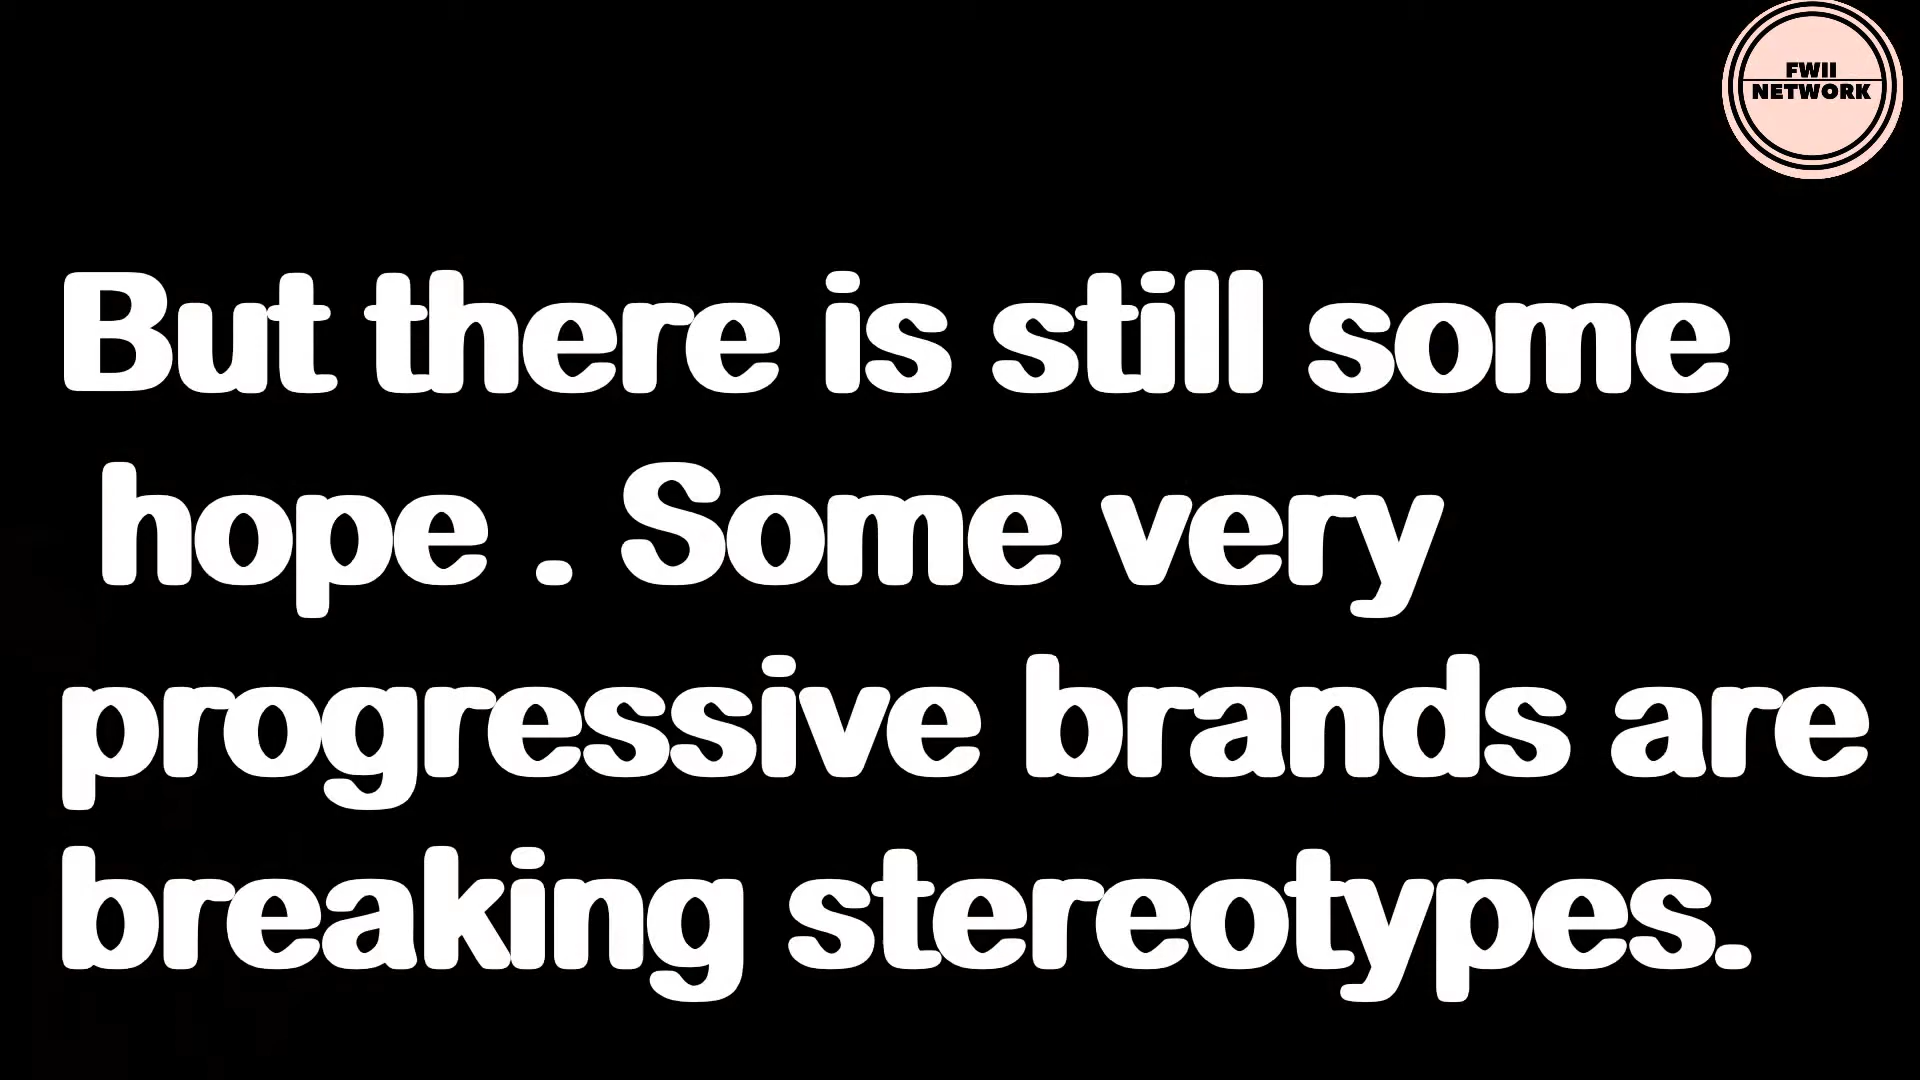 FWII
NETWORK
But there is still some
hope . Some very
progressive brands are
breaking stereotypes.